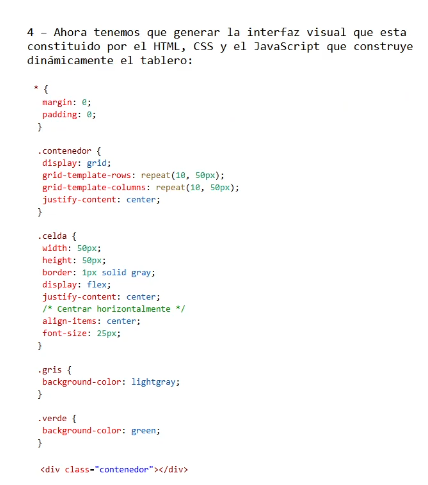 4 – Ahora tenemos que generar la interfaz visual que esta
constituido por el HTML, CSS y el JavaScript que construye
dinámicamente el tablero:
* {
margin: 0;
padding: 0;
}
.contenedor {
display: grid;
grid-template-rows: repeat(10, 50px);
grid-template-columns: repeat(10, 50px);
justify-content: center;
}
.celda {
width: 50px;
height: 50px;
border: 1px solid gray;
display: flex;
justify-content: center;
/* Centrar horizontalmente */
align-items: center;
font-size: 25px;
}
.gris {
background-color: lightgray;
}
.verde {
background-color: green;
}
<div class="contenedor"></div>